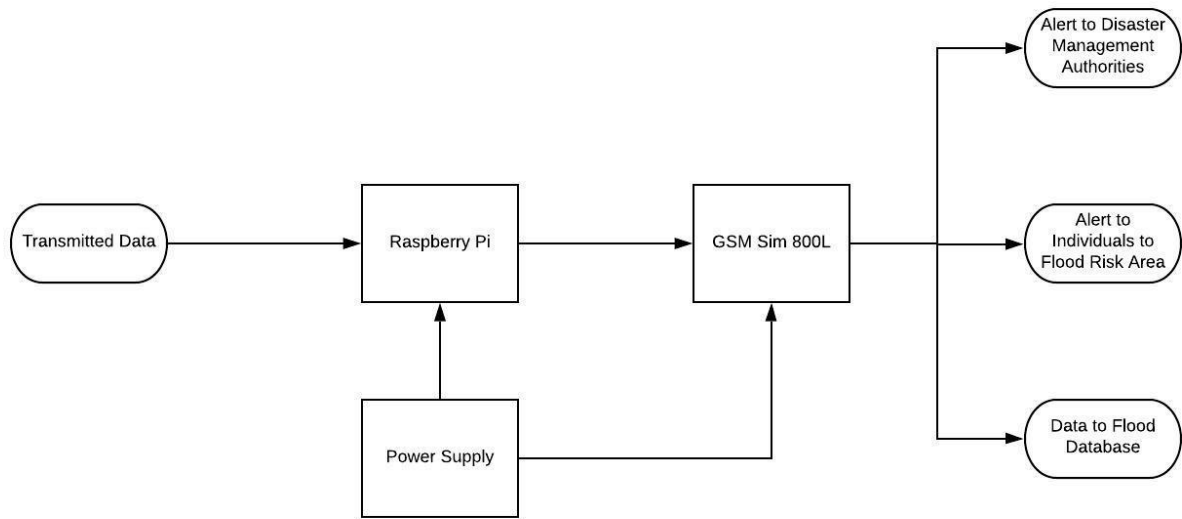 Alert to Disaster
Management
Authorities
Transmitted Data
Raspberry Pi
GSM Sim 800L
Alert to
Individuals to
Flood Risk Area
Power Supply
Data to Flood
Database